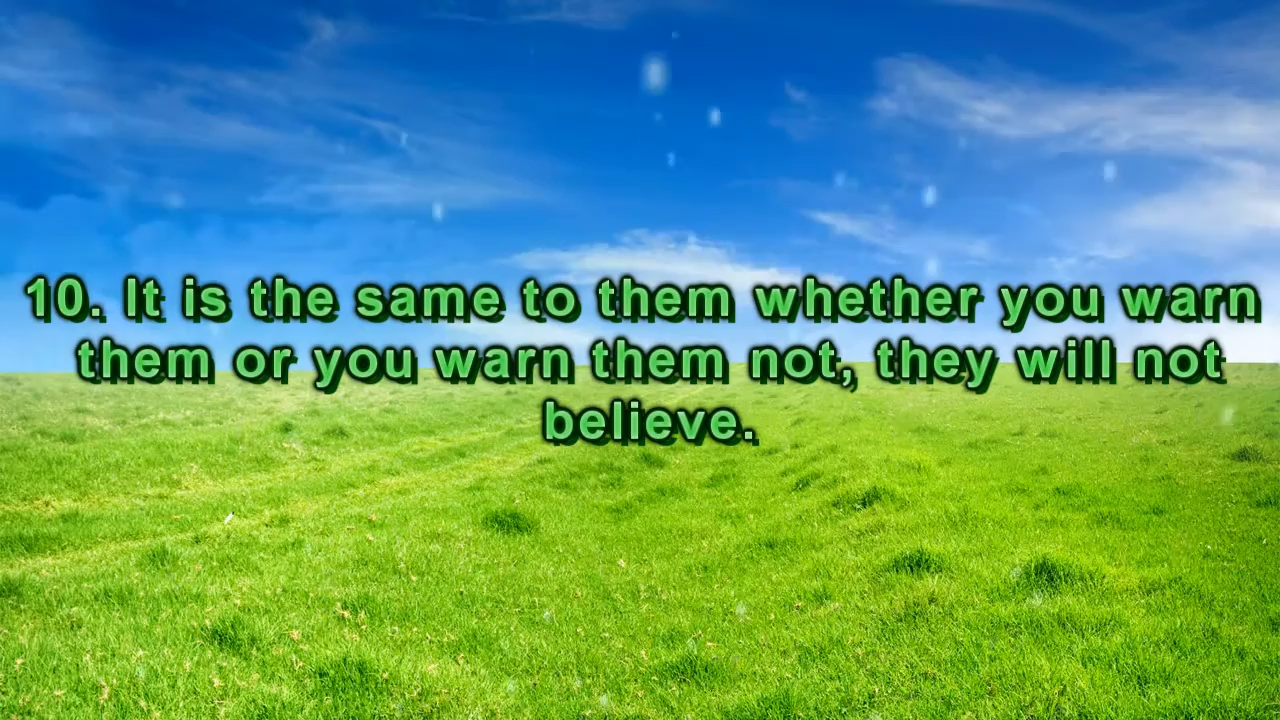 10. It is the same to them whether you warn
them or you warn them not, they will not
believe.